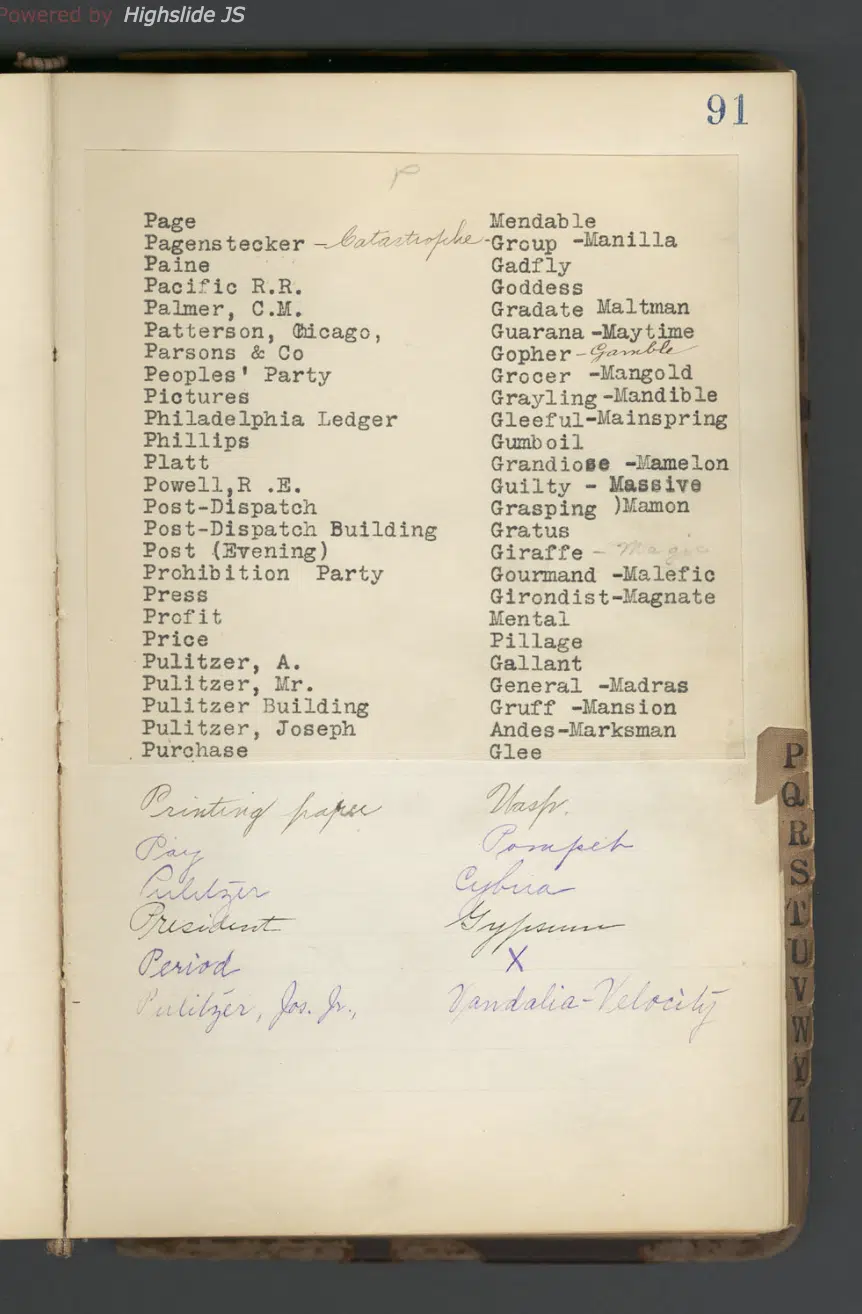 Powered by Highslide JS
91
P
Page Mendable
Pagenstecker - Catastrophe - Group -Manilla
Paine Gadfly
Pacific R.R. Goddess
Palmer, C.M. Gradate Maltman
Patterson, Chicago, Guarana -Maytime
Parsons & Co Gopher - Gamble
Peoples' Party Grocer -Mangold
Pictures Grayling -Mandible
Philadelphia Ledger Gleeful-Mainspring
Phillips Gumboil
Platt Grandiose -Mamelon
Powell,R .E. Guilty - Massive
Post-Dispatch Grasping )Mamon
Post-Dispatch Building Gratus
Post (Evening) Giraffe - Magic
Prohibition Party Gourmand -Malefic
Press Girondist-Magnate
Profit Mental
Price Pillage
Pulitzer, A. Gallant
Pulitzer, Mr. General -Madras
Pulitzer Building Gruff -Mansion
Pulitzer, Joseph Andes-Marksman
Purchase Glee
Printing paper
Pay
Pulitzer
President Gypsum
Period X
Pulitzer, Jos. Jr., Vandalia-Velocity
P
Q
R
S
T
U
V
W
Y
Z